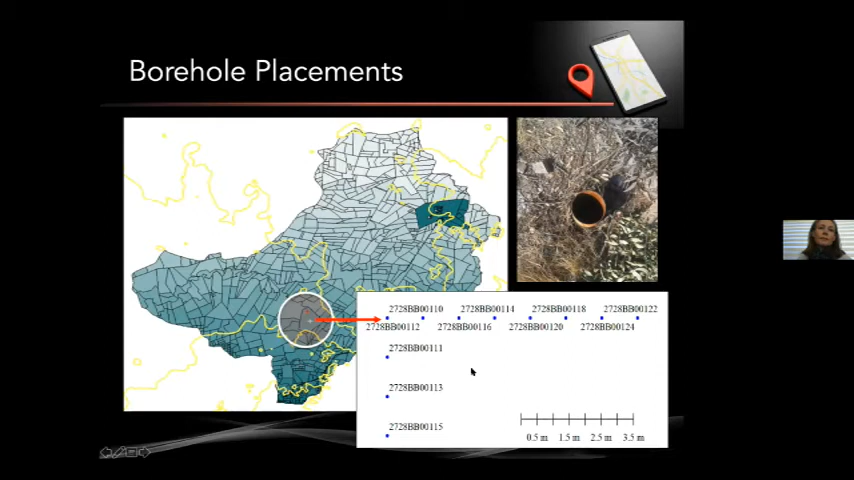 Borehole Placements
2728BB00110 2728BB00114 2728BB00118 2728BB00122
2728BB00112 2728BB00116 2728BB00120 2728BB00124
2728BB00111
2728BB00113
2728BB00115
0.5 m 1.5 m 2.5 m 3.5 m